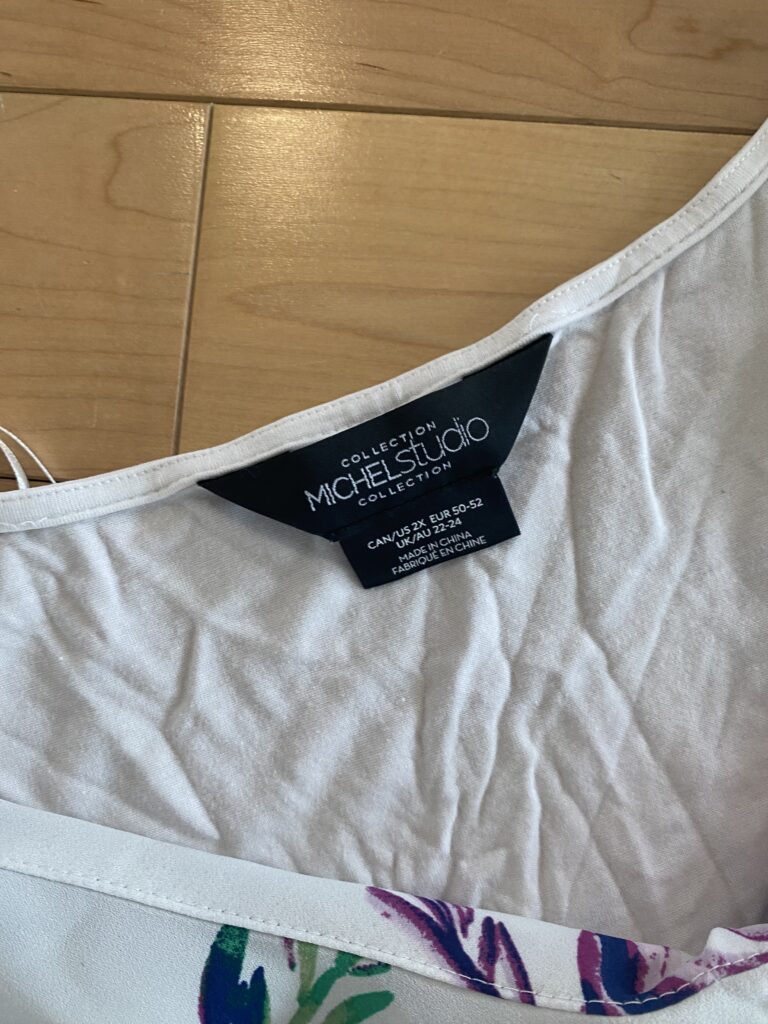 COLLECTION
MICHELstudio
COLLECTION
CAN/US 2X EUR 50-52
UK/AU 22-24
MADE IN CHINA
FABRIQUÉ EN CHINE